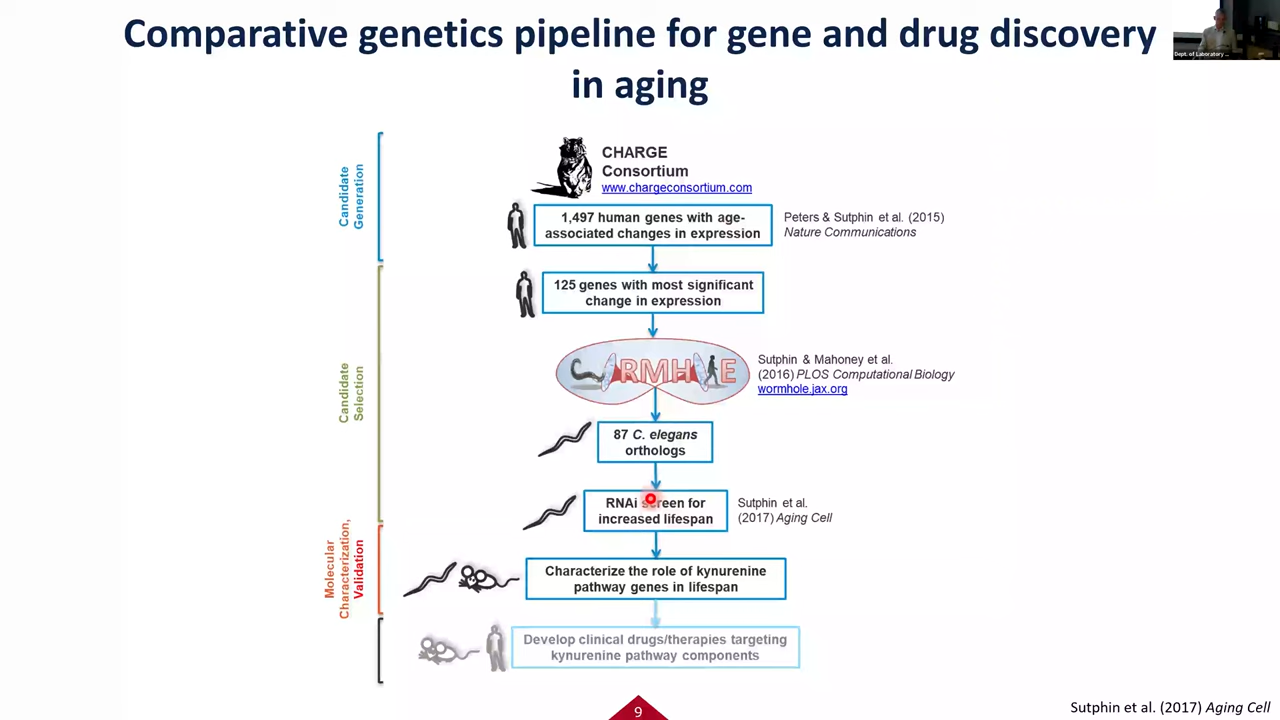 Comparative genetics pipeline for gene and drug discovery
in aging
Dept. of Laboratory ...
Candidate
Generation
CHARGE
Consortium
www.chargeconsortium.com
1,497 human genes with age-
associated changes in expression
Peters & Sutphin et al. (2015)
Nature Communications
125 genes with most significant
change in expression
Candidate
Selection
WORMHOLE
Sutphin & Mahoney et al.
(2016) PLOS Computational Biology
wormhole.jax.org
87 C. elegans
orthologs
RNAi screen for
increased lifespan
Sutphin et al.
(2017) Aging Cell
Molecular
Characterization,
Validation
Characterize the role of kynurenine
pathway genes in lifespan
Develop clinical drugs/therapies targeting
kynurenine pathway components
9
Sutphin et al. (2017) Aging Cell